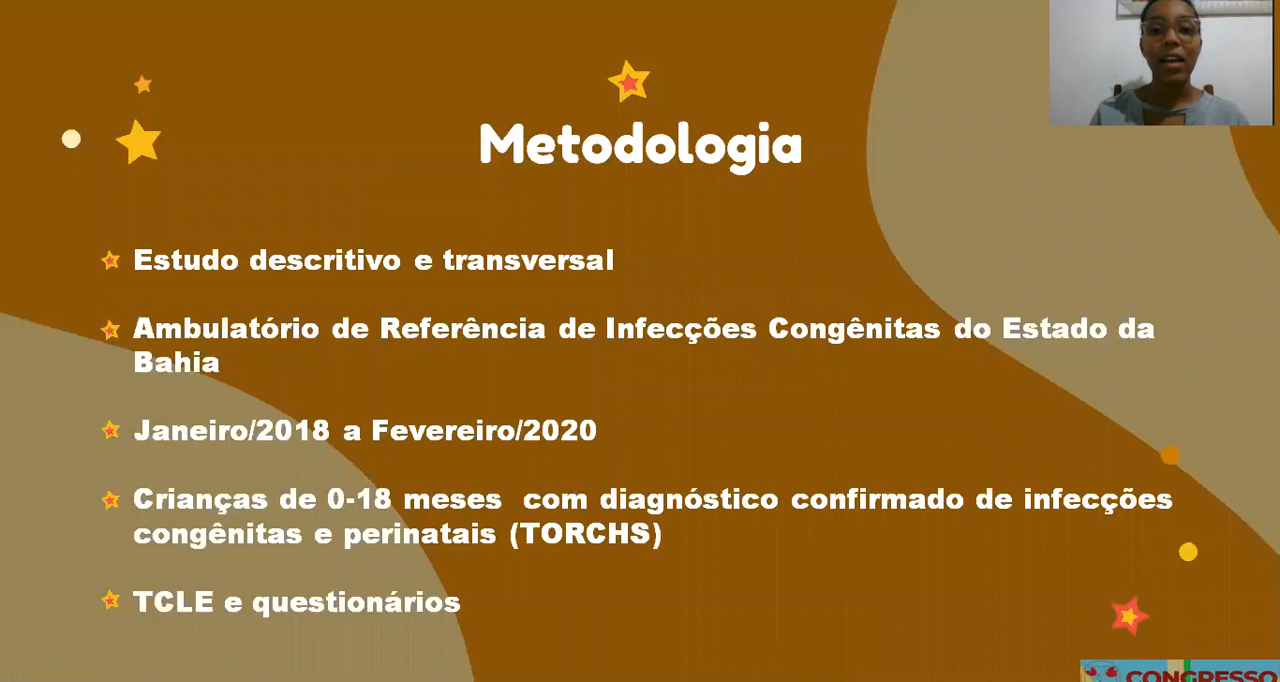 Metodologia
Estudo descritivo e transversal
Ambulatório de Referência de Infecções Congênitas do Estado da
Bahia
Janeiro/2018 a Fevereiro/2020
Crianças de 0-18 meses  com diagnóstico confirmado de infecções
congênitas e perinatais (TORCHS)
TCLE e questionários
CONGRESSO